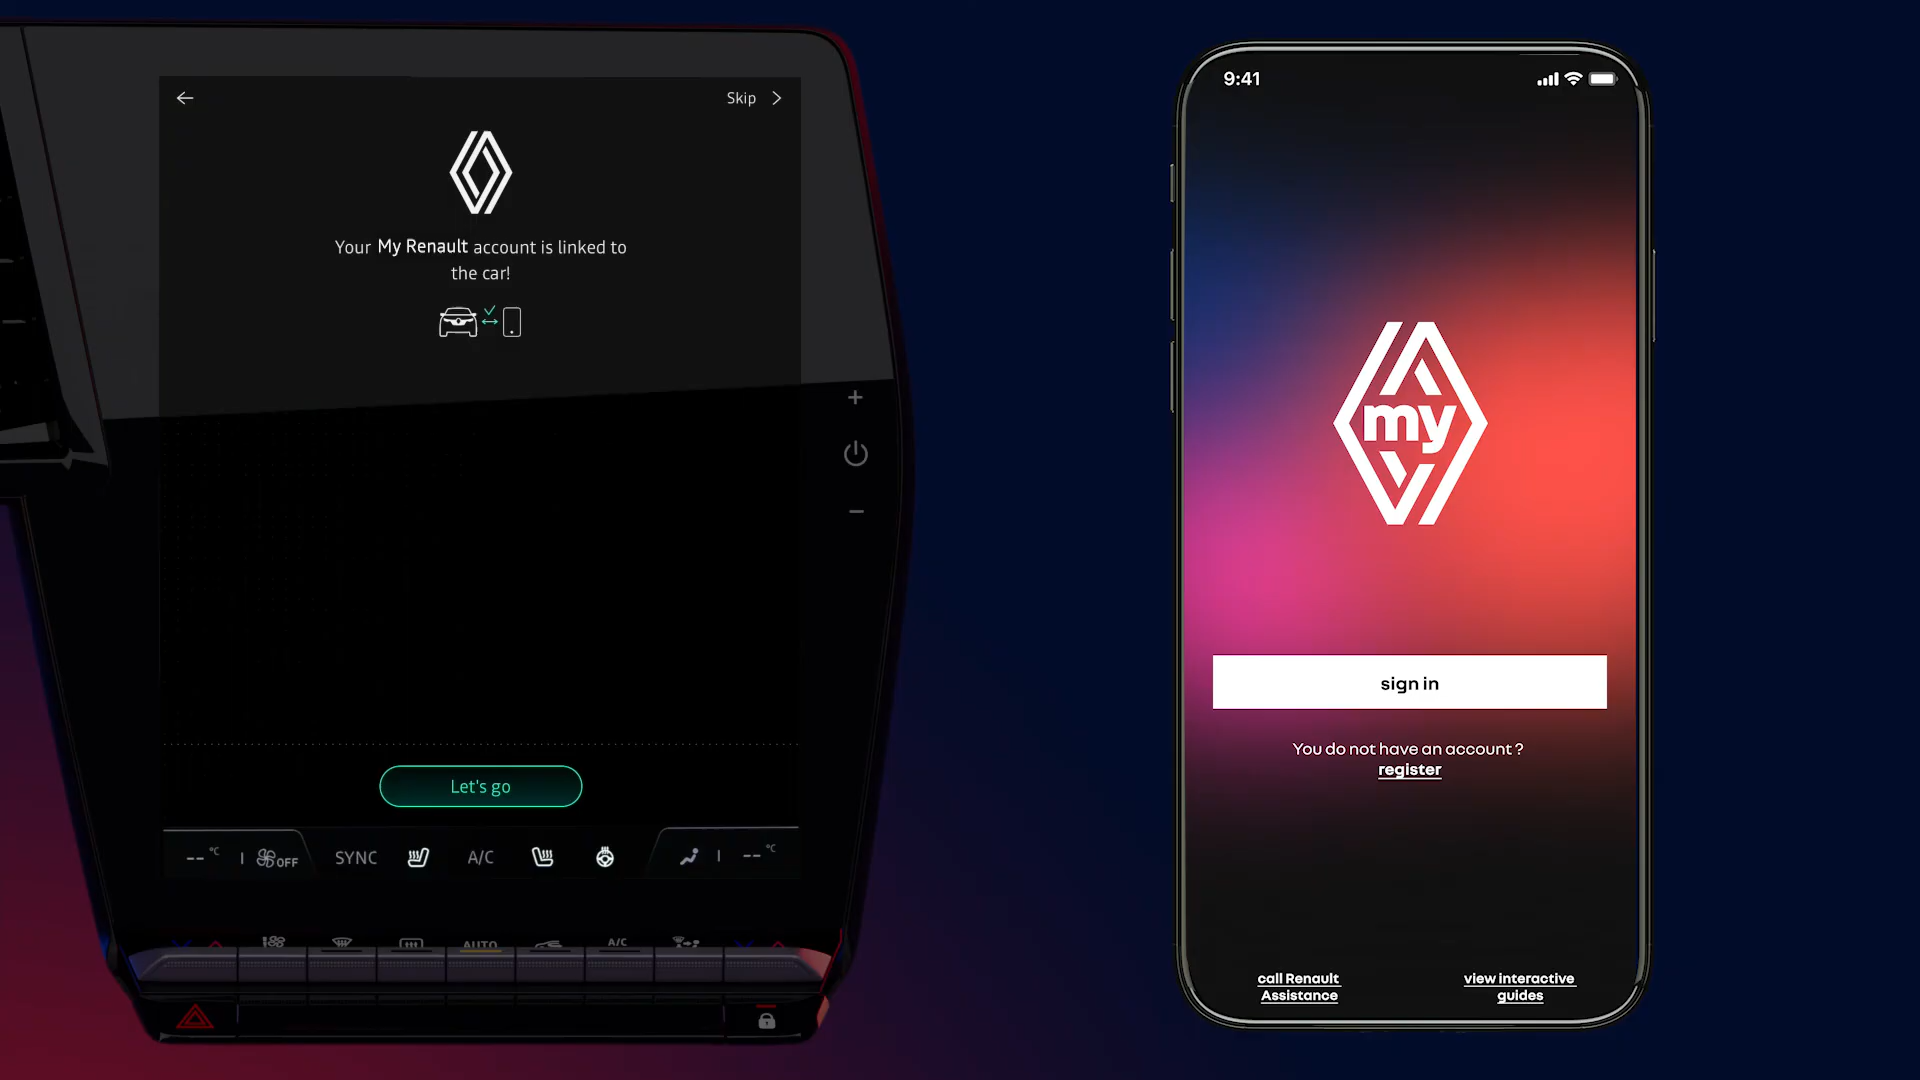 Skip
Your My Renault account is linked to
the car!
Let's go
-- °C
OFF
SYNC
A/C
-- °C
AUTO
A/C
9:41
my
sign in
You do not have an account ?
register
call Renault
Assistance
view interactive
guides